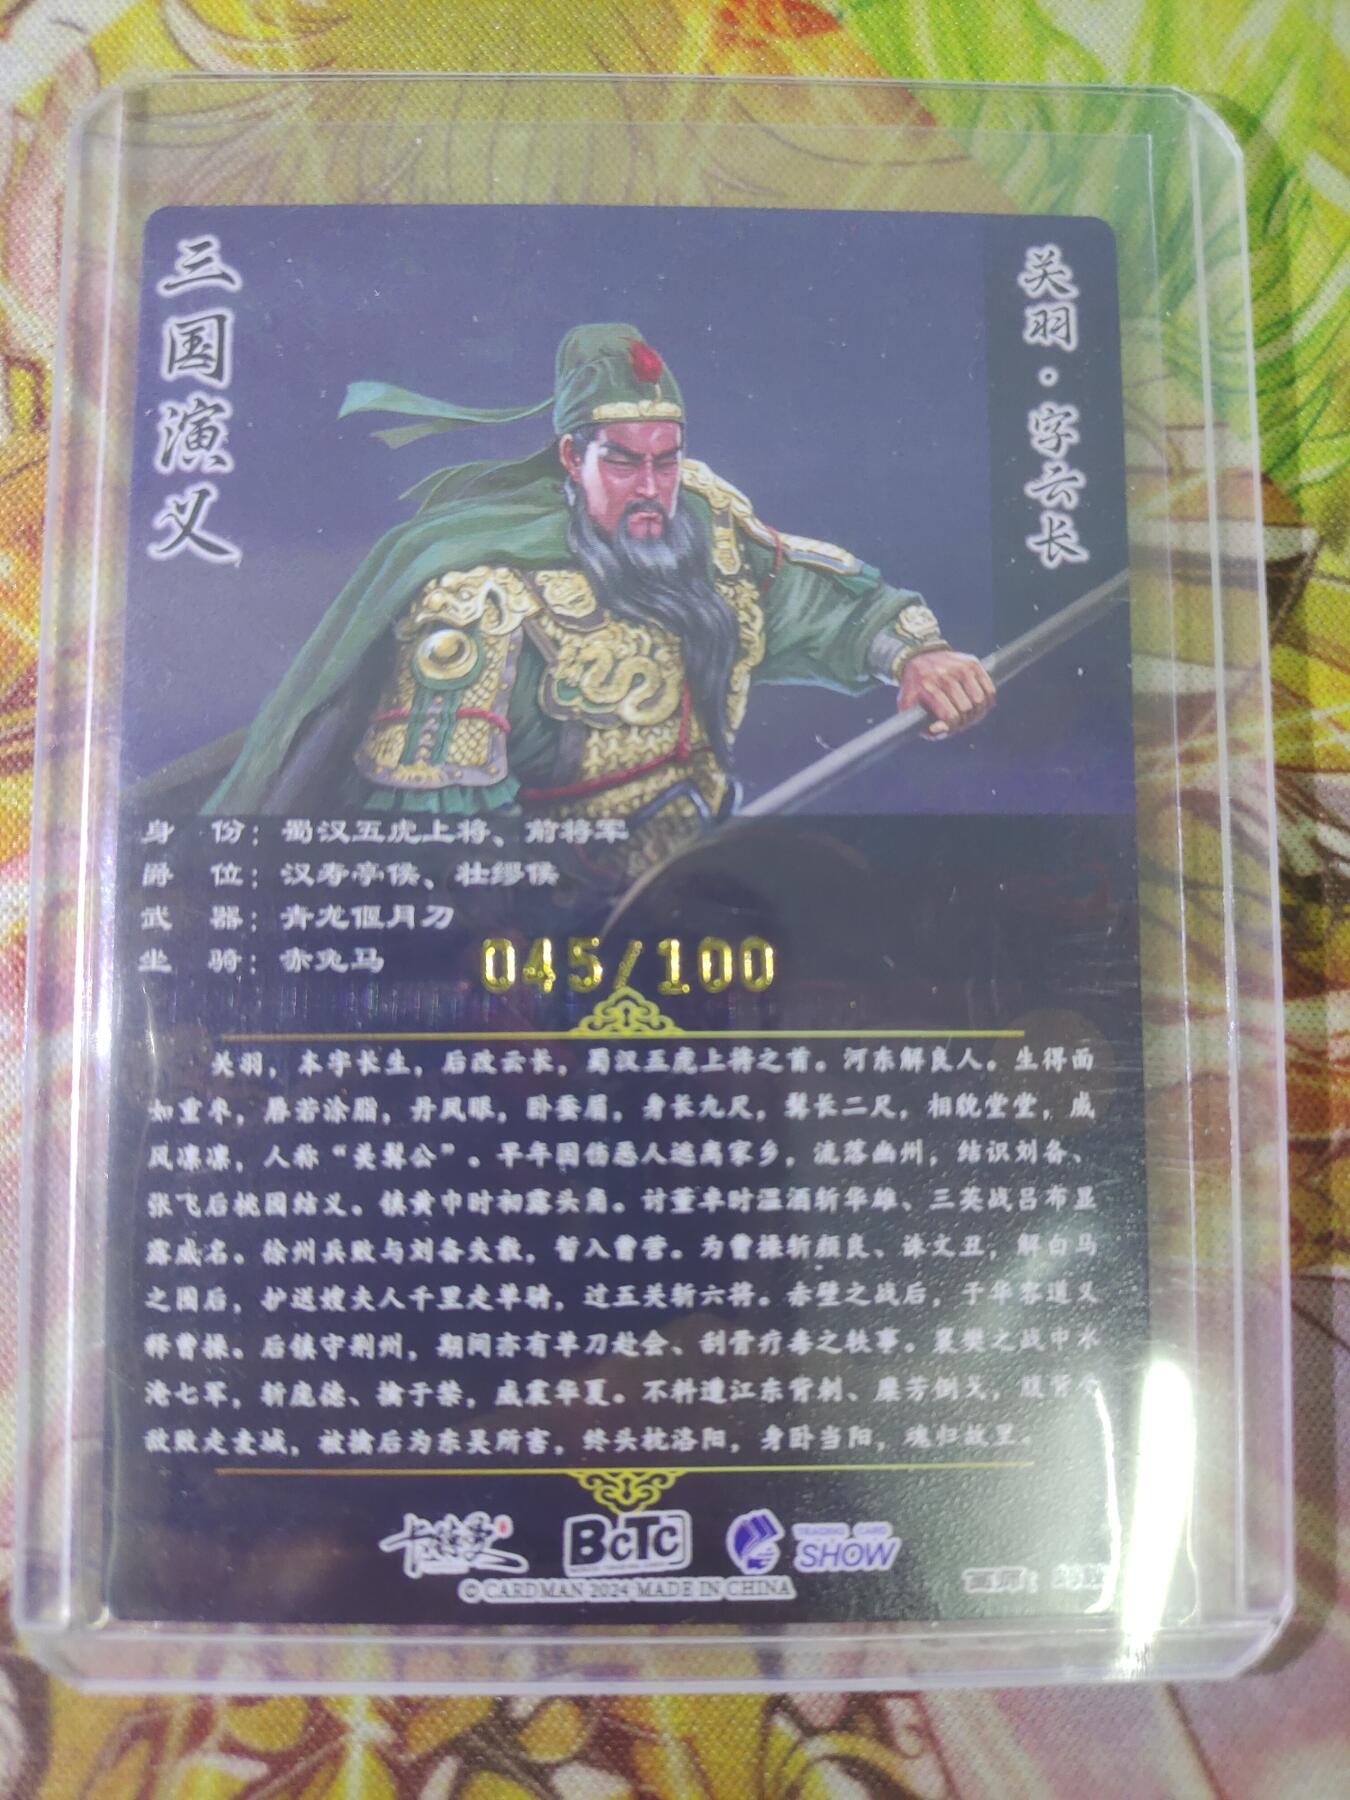 三国演义
关羽·字云长
身 份：蜀汉五虎上将、前将军
爵 位：汉寿亭侯、壮缪侯
武 器：青龙偃月刀
坐 骑：赤兔马
045/100
关羽，本字长生，后改云长，蜀汉五虎上将之首。河东解良人。生得面
如重枣，唇若涂脂，丹凤眼，卧蚕眉，身长九尺，髯长二尺，相貌堂堂，威
风凛凛，人称“美髯公”。早年因伤恶人逃离家乡，流落幽州，结识刘备、
张飞后桃园结义。镇黄巾时初露头角。讨董卓时温酒斩华雄、三英战吕布显
露威名。徐州兵败与刘备失散，暂入曹营。为曹操斩颜良、诛文丑，解白马
之围后，护送嫂夫人千里走单骑，过五关斩六将。赤壁之战后，于华容道义
释曹操。后镇守荆州，期间亦有单刀赴会、刮骨疗毒之轶事。襄樊之战中水
淹七军，斩庞德、擒于禁，威震华夏。不料遭江东背刺、糜芳倒戈，腹背
敌败走麦城，被擒后为东吴所害，终头枕洛阳，身卧当阳，魂归故里。
卡特曼
BCTC
TRADING CARD
SHOW
© CARDMAN 2024 MADE IN CHINA
画师：